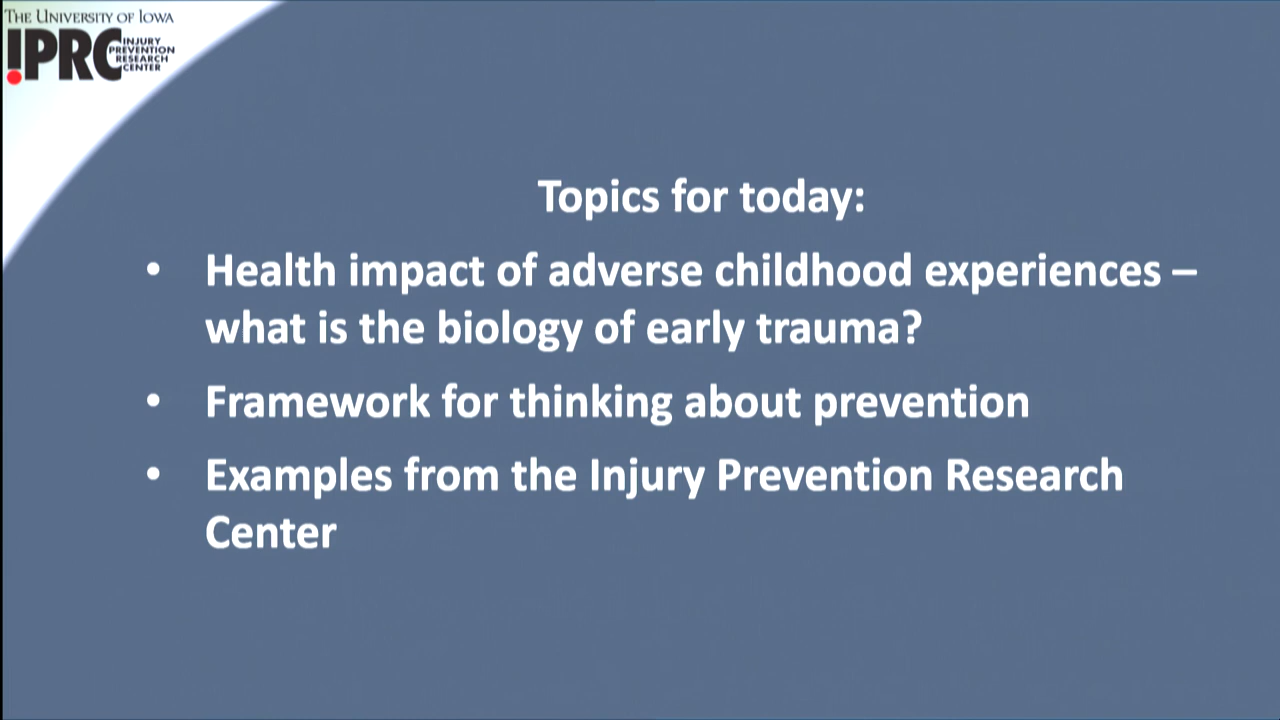 THE UNIVERSITY OF IOWA
IPRC
INJURY
PREVENTION
RESEARCH
CENTER
Topics for today:
• Health impact of adverse childhood experiences –
what is the biology of early trauma?
• Framework for thinking about prevention
• Examples from the Injury Prevention Research
Center